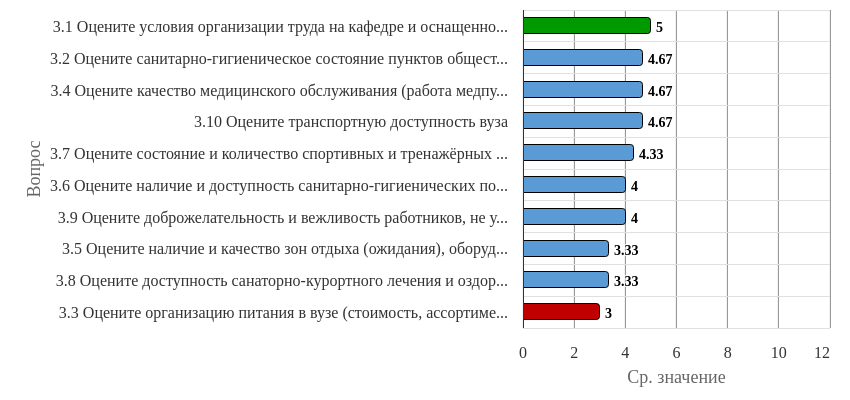 3.1 Оцените условия организации труда на кафедре и оснащенно... 5
3.2 Оцените санитарно-гигиеническое состояние пунктов общест... 4.67
3.4 Оцените качество медицинского обслуживания (работа медпу... 4.67
3.10 Оцените транспортную доступность вуза 4.67
3.7 Оцените состояние и количество спортивных и тренажёрных ... 4.33
3.6 Оцените наличие и доступность санитарно-гигиенических по... 4
3.9 Оцените доброжелательность и вежливость работников, не у... 4
3.5 Оцените наличие и качество зон отдыха (ожидания), оборуд... 3.33
3.8 Оцените доступность санаторно-курортного лечения и оздор... 3.33
3.3 Оцените организацию питания в вузе (стоимость, ассортиме... 3
Вопрос
0 2 4 6 8 10 12
Ср. значение